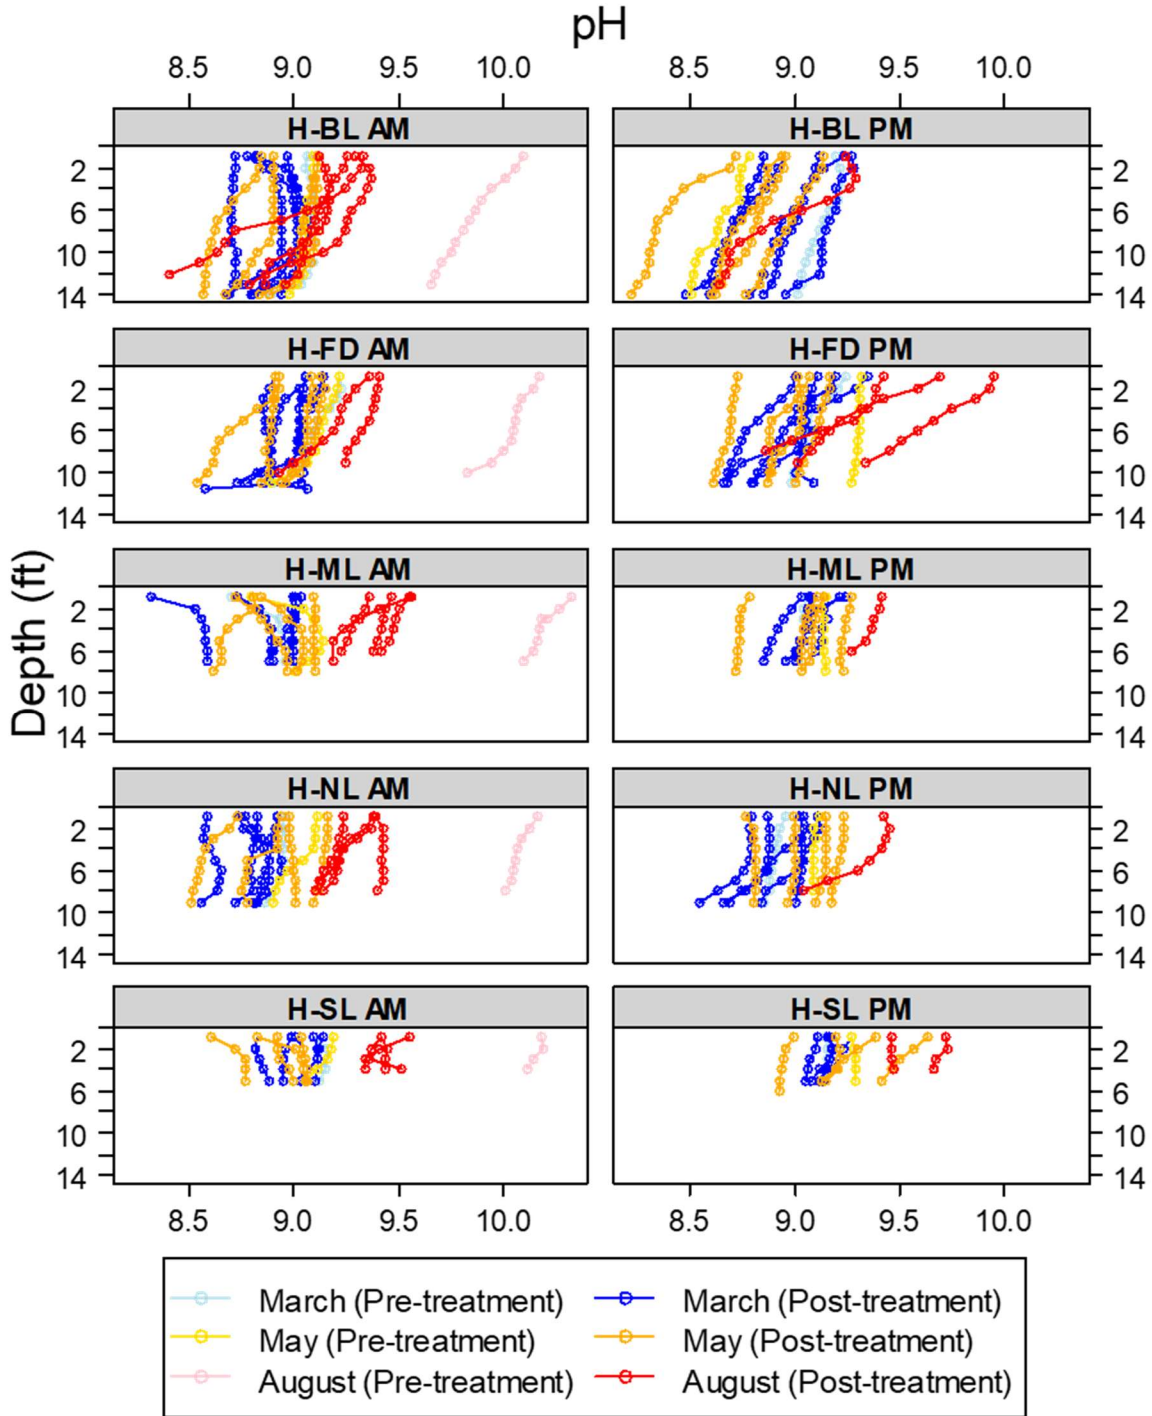 pH
8.5 9.0 9.5 10.0 8.5 9.0 9.5 10.0
H-BL AM H-BL PM
2 2
6 6
10 10
14 14
H-FD AM H-FD PM
2 2
6 6
10 10
14 14
H-ML AM H-ML PM
2 2
6 6
10 10
14 14
Depth (ft)
H-NL AM H-NL PM
2 2
6 6
10 10
14 14
H-SL AM H-SL PM
2 2
6 6
10 10
14 14
8.5 9.0 9.5 10.0 8.5 9.0 9.5 10.0
March (Pre-treatment) March (Post-treatment)
May (Pre-treatment) May (Post-treatment)
August (Pre-treatment) August (Post-treatment)